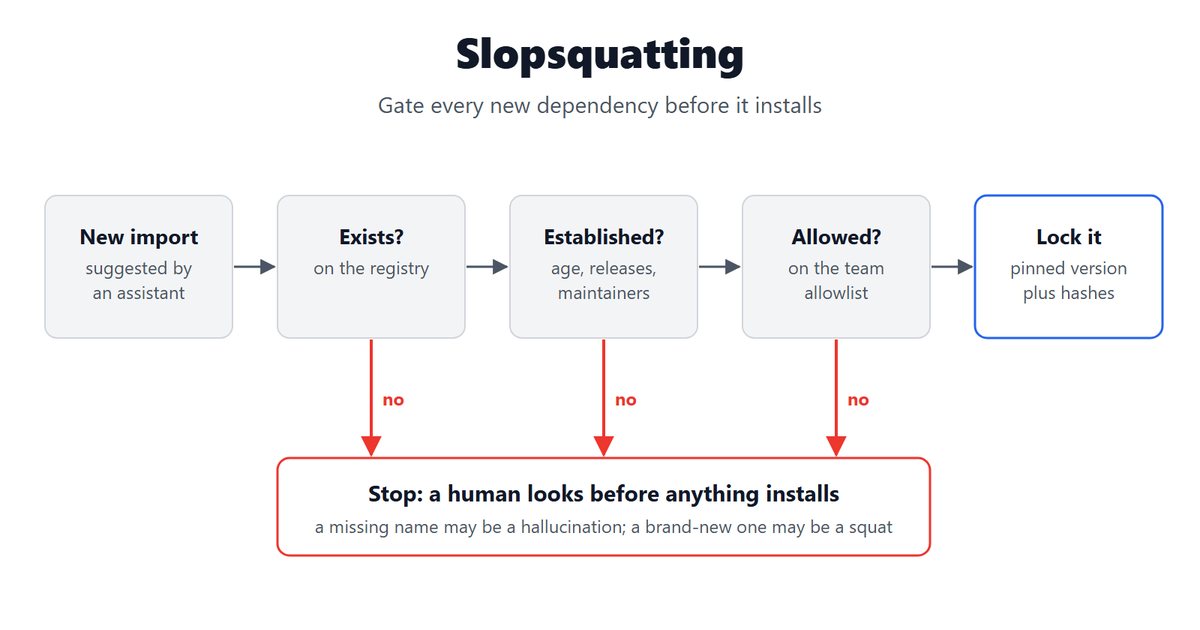 Slopsquatting
Gate every new dependency before it installs
New import
suggested by
an assistant
Exists?
on the registry
Established?
age, releases,
maintainers
Allowed?
on the team
allowlist
Lock it
pinned version
plus hashes
no
no
no
Stop: a human looks before anything installs
a missing name may be a hallucination; a brand-new one may be a squat